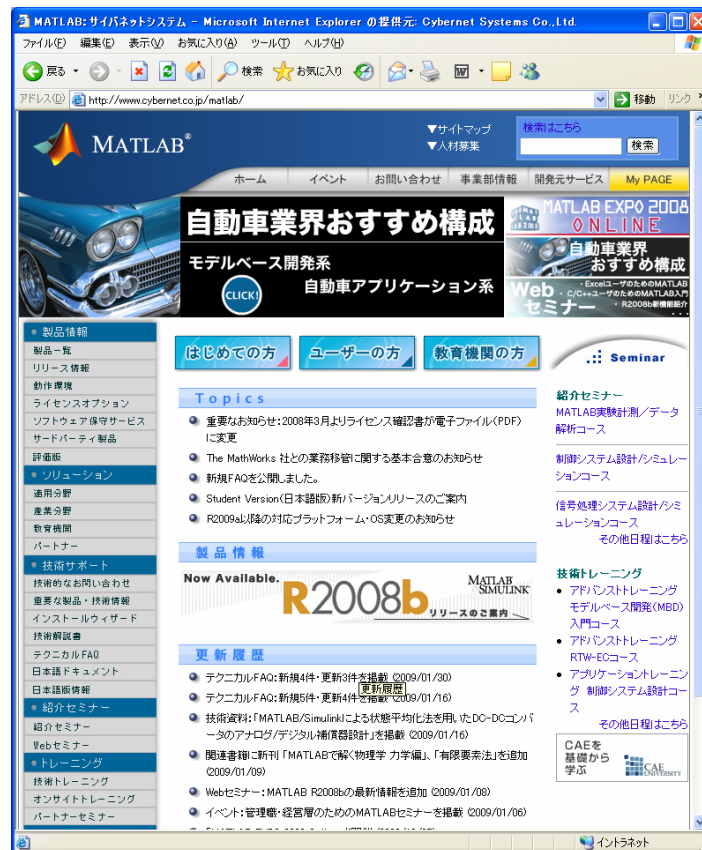 MATLAB: サイバネットシステム - Microsoft Internet Explorer の提供元: Cybernet Systems Co.,Ltd.
ファイル(F) 編集(E) 表示(V) お気に入り(A) ツール(T) ヘルプ(H)
戻る 検索 お気に入り
アドレス(D) http://www.cybernet.co.jp/matlab/ 移動 リンク
MATLAB®
▼サイトマップ
▼人材募集
検索はこちら
検索
ホーム イベント お問い合わせ 事業部情報 開発元サービス My PAGE
自動車業界おすすめ構成
モデルベース開発系
CLICK!
自動車アプリケーション系
MATLAB EXPO 2008
ONLINE
自動車業界
おすすめ構成
Web
セミナー
・ExcelユーザのためのMATLAB
・C/C++ユーザのためのMATLAB入門
・R2008b新機能紹介
製品情報
製品一覧
リリース情報
動作環境
ライセンスオプション
ソフトウェア保守サービス
サードパーティ製品
評価版
ソリューション
適用分野
産業分野
教育機関
パートナー
技術サポート
技術的なお問い合わせ
重要な製品・技術情報
インストールウィザード
技術解説書
テクニカルFAQ
日本語ドキュメント
日本語版情報
紹介セミナー
紹介セミナー
Webセミナー
トレーニング
技術トレーニング
オンサイトトレーニング
パートナーセミナー
はじめての方 ユーザーの方 教育機関の方
Topics
重要なお知らせ:2008年3月よりライセンス確認書が電子ファイル(PDF)
に変更
The MathWorks 社との業務移管に関する基本合意のお知らせ
新規FAQを公開しました。
Student Version(日本語版)新バージョンリリースのご案内
R2009a以降の対応プラットフォーム・OS変更のお知らせ
製品情報
Now Available.
R2008b
MATLAB
SIMULINK
リリースのご案内
更新履歴
テクニカルFAQ:新規4件・更新3件を掲載 (2009/01/30)
更新履歴
テクニカルFAQ:新規5件・更新4件を掲載 (2009/01/16)
技術資料:「MATLAB/Simulinkによる状態平均化法を用いたDC-DCコンバ
ータのアナログ/デジタル補償器設計」を掲載 (2009/01/16)
関連書籍に新刊「MATLABで解く物理学 力学編」、「有限要素法」を追加
(2009/01/09)
Webセミナー:MATLAB R2008bの最新情報を追加 (2009/01/08)
イベント:管理職・経営層のためのMATLABセミナーを掲載 (2009/01/06)
.:: Seminar
紹介セミナー
MATLAB実験計測/データ
解析コース
制御システム設計/シミュレー
ションコース
信号処理システム設計/シミ
ュレーションコース
その他日程はこちら
技術トレーニング
アドバンストトレーニング
モデルベース開発(MBD)
入門コース
アドバンストトレーニング
RTW-ECコース
アプリケーショントレーニン
グ 制御システム設計コー
ス
その他日程はこちら
CAEを
基礎から
学ぶ
CAE
UNIVERSITY
イントラネット